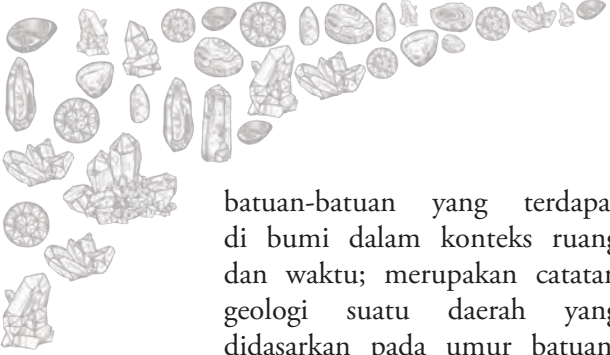 batuan-batuan yang terdapa
di bumi dalam konteks ruang
dan waktu; merupakan catatan
geologi suatu daerah yang
didasarkan pada umur batuan